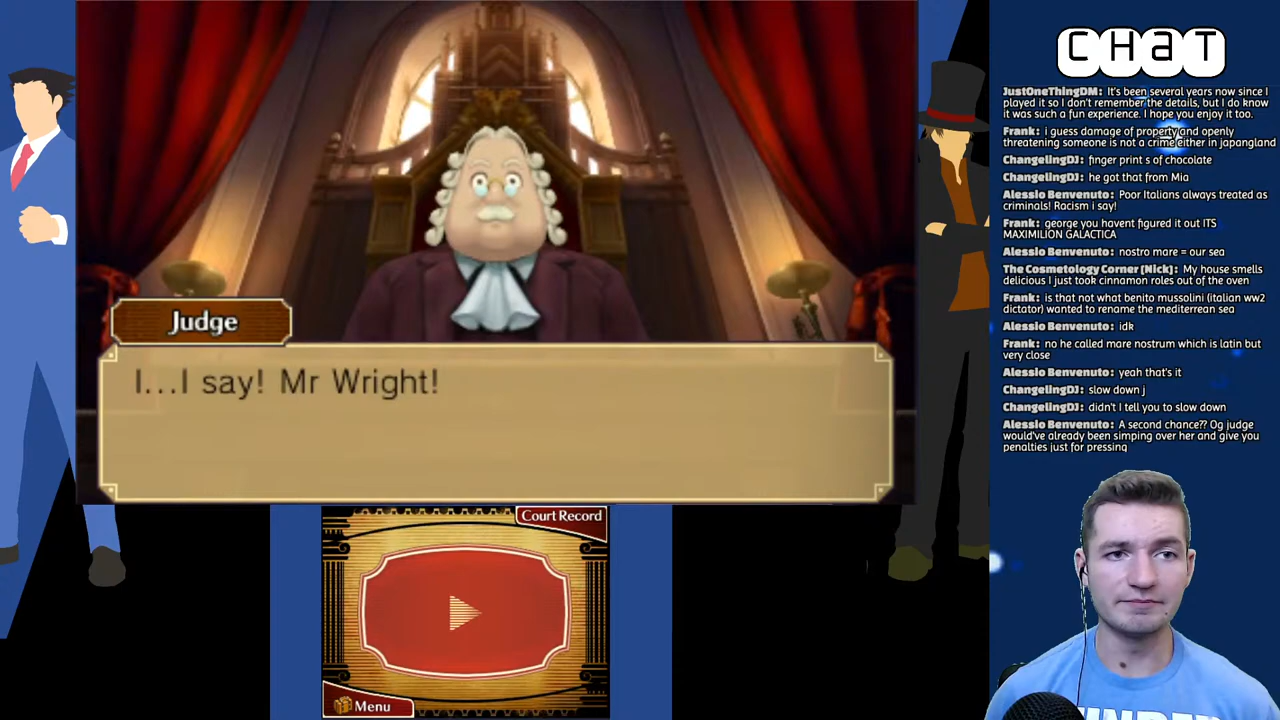 Judge
I...I say! Mr Wright!
Court Record
Menu
CHaT
JustOneThingDM: It's been several years now since I
played it so I don't remember the details, but I do know
it was such a fun experience. I hope you enjoy it too.
Frank: i guess damage of property and openly
threatening someone is not a crime either in japangland
ChangelingDJ: finger print s of chocolate
ChangelingDJ: he got that from Mia
Alessio Benvenuto: Poor Italians always treated as
criminals! Racism i say!
Frank: george you havent figured it out ITS
MAXIMILION GALACTICA
Alessio Benvenuto: nostro mare = our sea
The Cosmetology Corner [Nick]: My house smells
delicious I just took cinnamon roles out of the oven
Frank: is that not what benito mussolini (italian ww2
dictator) wanted to rename the mediterrean sea
Alessio Benvenuto: idk
Frank: no he called mare nostrum which is latin but
very close
Alessio Benvenuto: yeah that's it
ChangelingDJ: slow down j
ChangelingDJ: didn't I tell you to slow down
Alessio Benvenuto: A second chance?? Og judge
would've already been simping over her and give you
penalties just for pressing